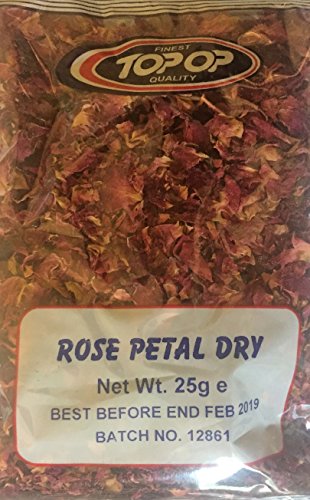 FINEST
TOPOP
QUALITY
ROSE PETAL DRY
Net Wt. 25g e
BEST BEFORE END FEB 2019
BATCH NO. 12861